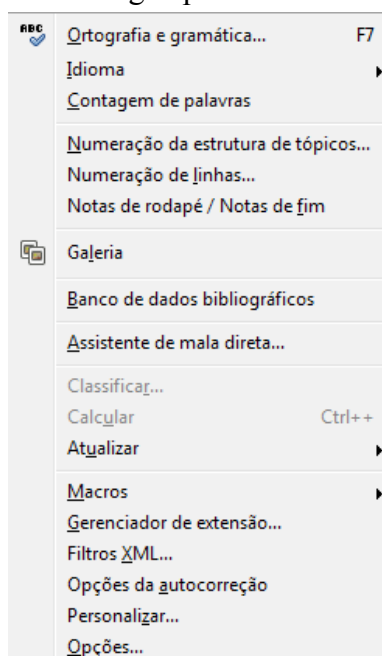 ABC
Ortografia e gramática... F7
Idioma
Contagem de palavras
Numeração da estrutura de tópicos...
Numeração de linhas...
Notas de rodapé / Notas de fim
Galeria
Banco de dados bibliográficos
Assistente de mala direta...
Classificar...
Calcular Ctrl++
Atualizar
Macros
Gerenciador de extensão...
Filtros XML...
Opções da autocorreção
Personalizar...
Opções...